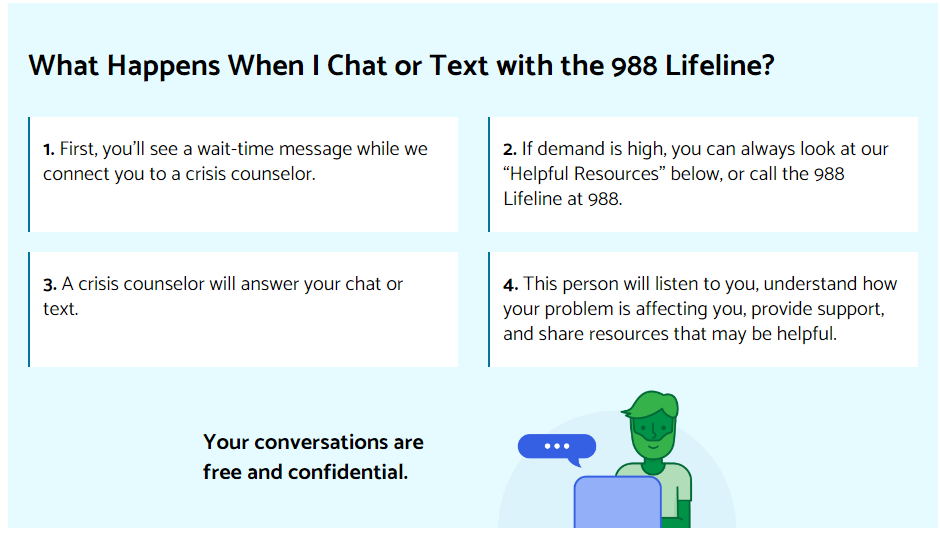 What Happens When I Chat or Text with the 988 Lifeline?
1. First, you’ll see a wait-time message while we
connect you to a crisis counselor.
2. If demand is high, you can always look at our
“Helpful Resources” below, or call the 988
Lifeline at 988.
3. A crisis counselor will answer your chat or
text.
4. This person will listen to you, understand how
your problem is affecting you, provide support,
and share resources that may be helpful.
Your conversations are
free and confidential.